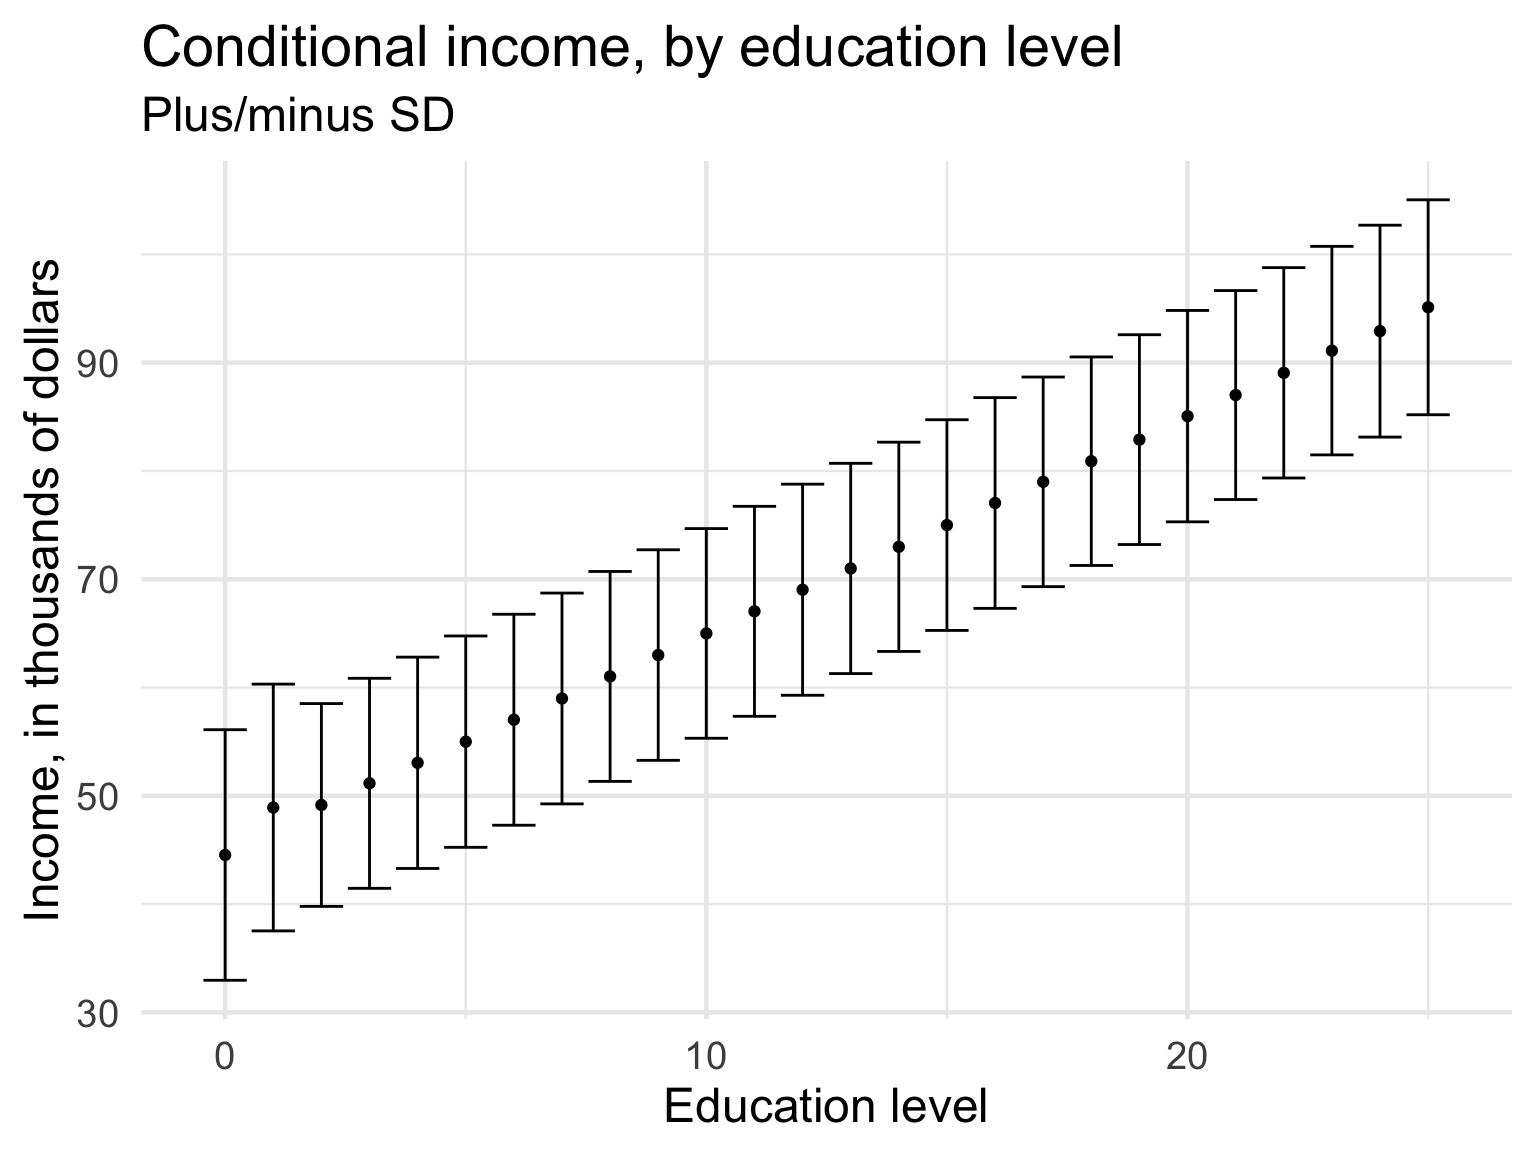 Conditional income, by education level
Plus/minus SD
Income, in thousands of dollars
90
70
50
30
0
10
20
Education level